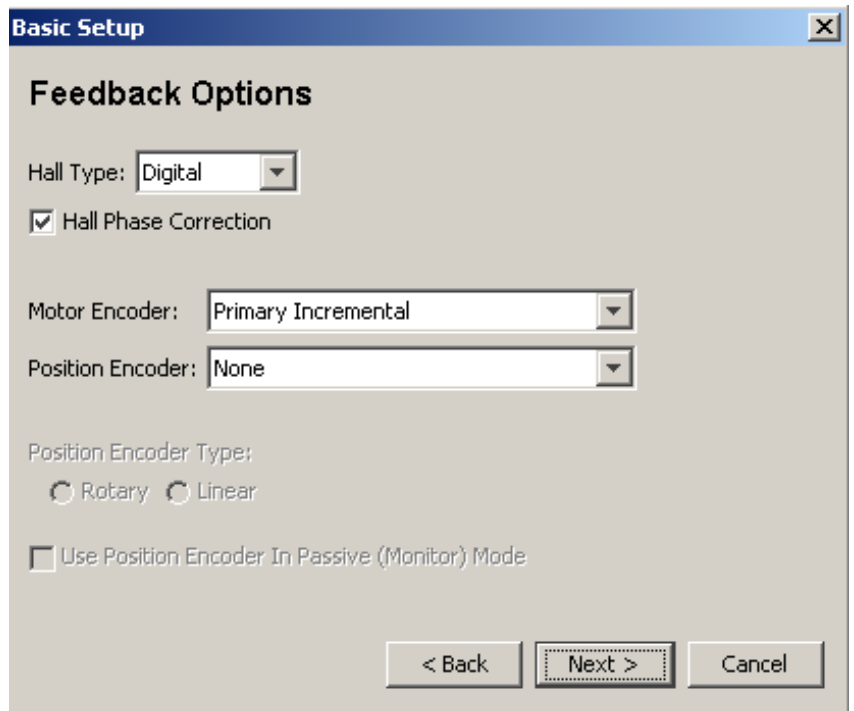 Basic Setup
Feedback Options
Hall Type: Digital
Hall Phase Correction
Motor Encoder: Primary Incremental
Position Encoder: None
Position Encoder Type:
Rotary Linear
Use Position Encoder In Passive (Monitor) Mode
< Back Next > Cancel